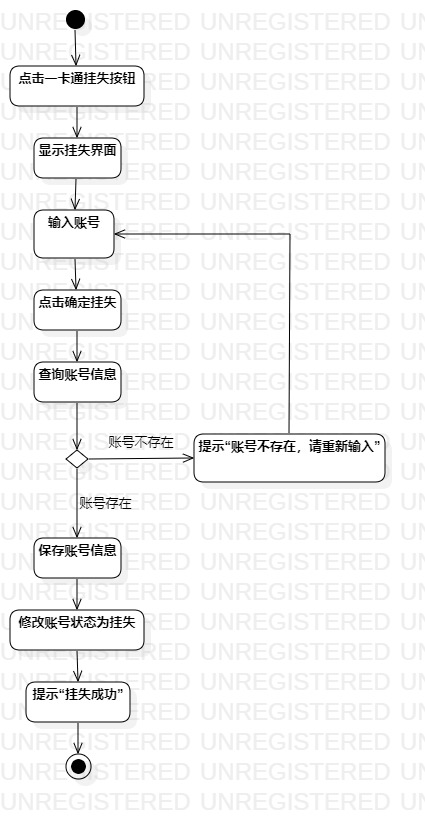 点击一卡通挂失按钮
显示挂失界面
输入账号
点击确定挂失
查询账号信息
账号不存在
提示“账号不存在，请重新输入”
账号存在
保存账号信息
修改账号状态为挂失
提示“挂失成功”
UNREGISTERED